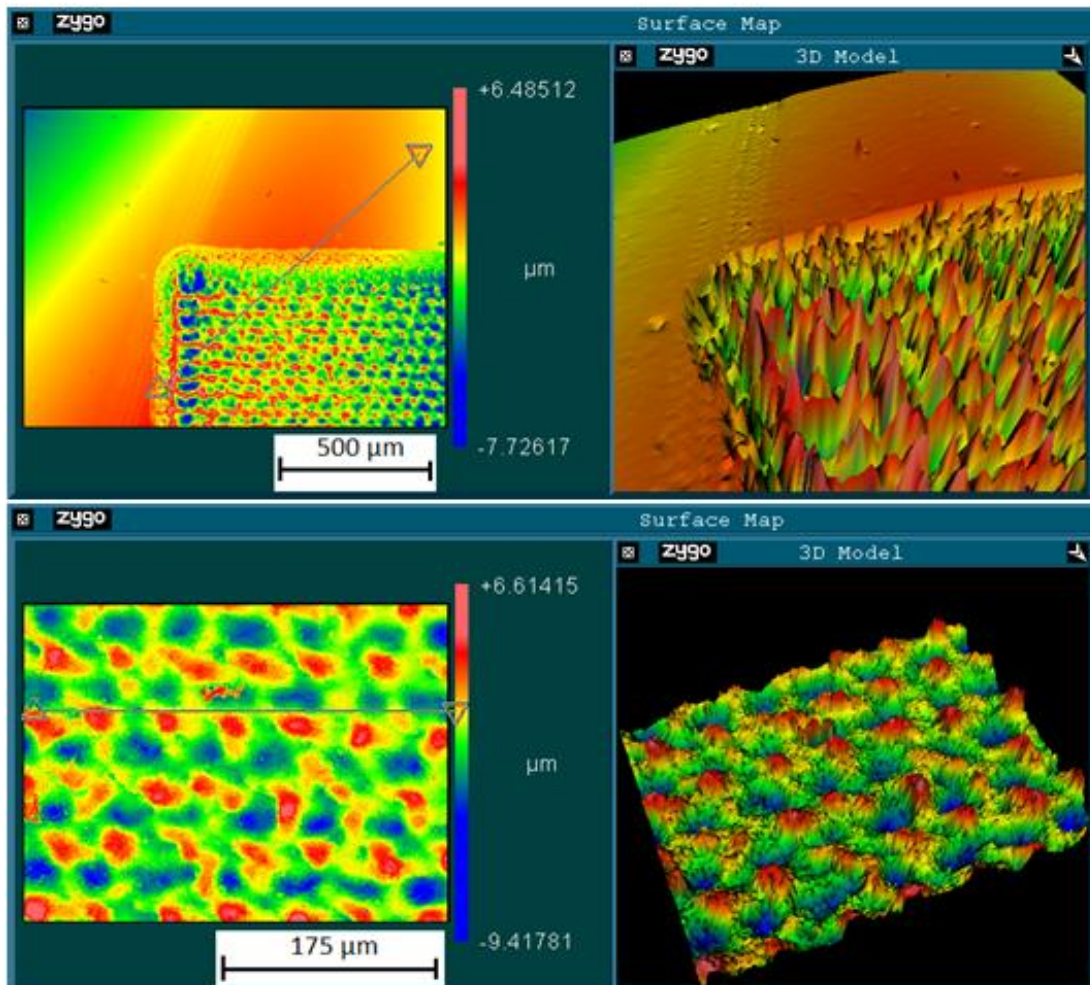 zygo Surface Map
zygo 3D Model
+6.48512
µm
-7.72617
500 µm
zygo Surface Map
zygo 3D Model
+6.61415
µm
-9.41781
175 µm